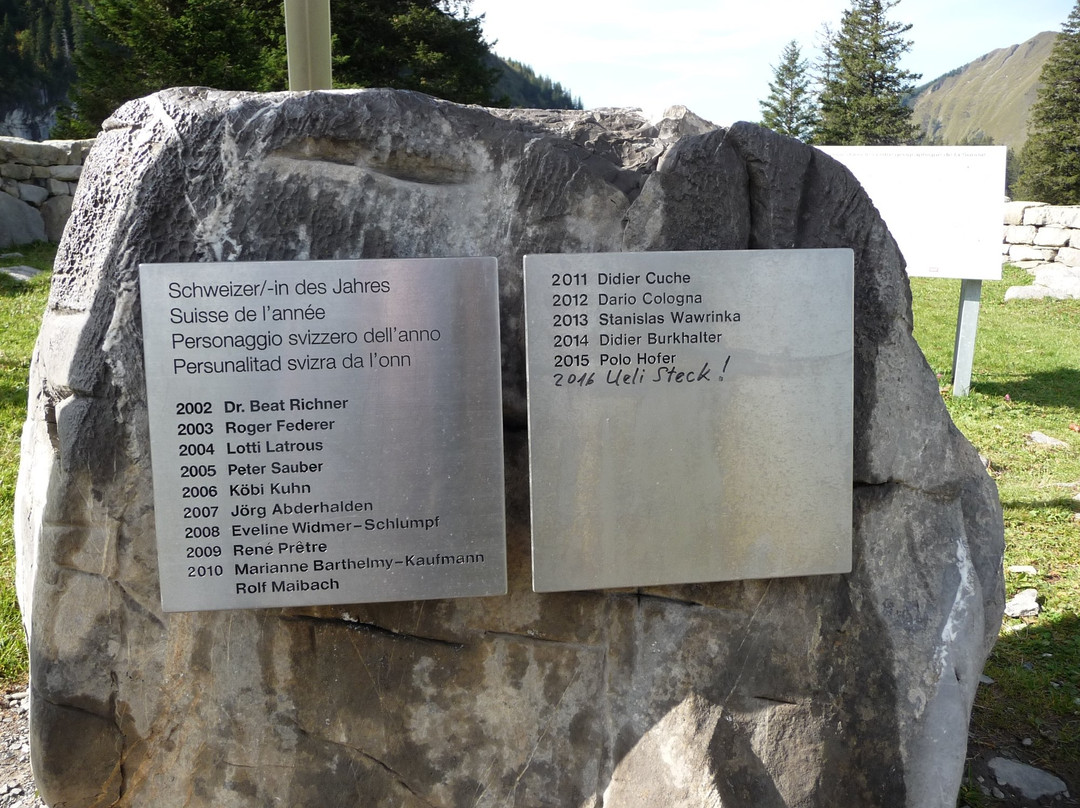 Schweizer/-in des Jahres
Suisse de l'année
Personaggio svizzero dell'anno
Persunalitad svizra da l'onn
2002 Dr. Beat Richner
2003 Roger Federer
2004 Lotti Latrous
2005 Peter Sauber
2006 Köbi Kuhn
2007 Jörg Abderhalden
2008 Eveline Widmer–Schlumpf
2009 René Prêtre
2010 Marianne Barthelmy–Kaufmann
Rolf Maibach
2011 Didier Cuche
2012 Dario Cologna
2013 Stanislas Wawrinka
2014 Didier Burkhalter
2015 Polo Hofer
2016 Ueli Steck!